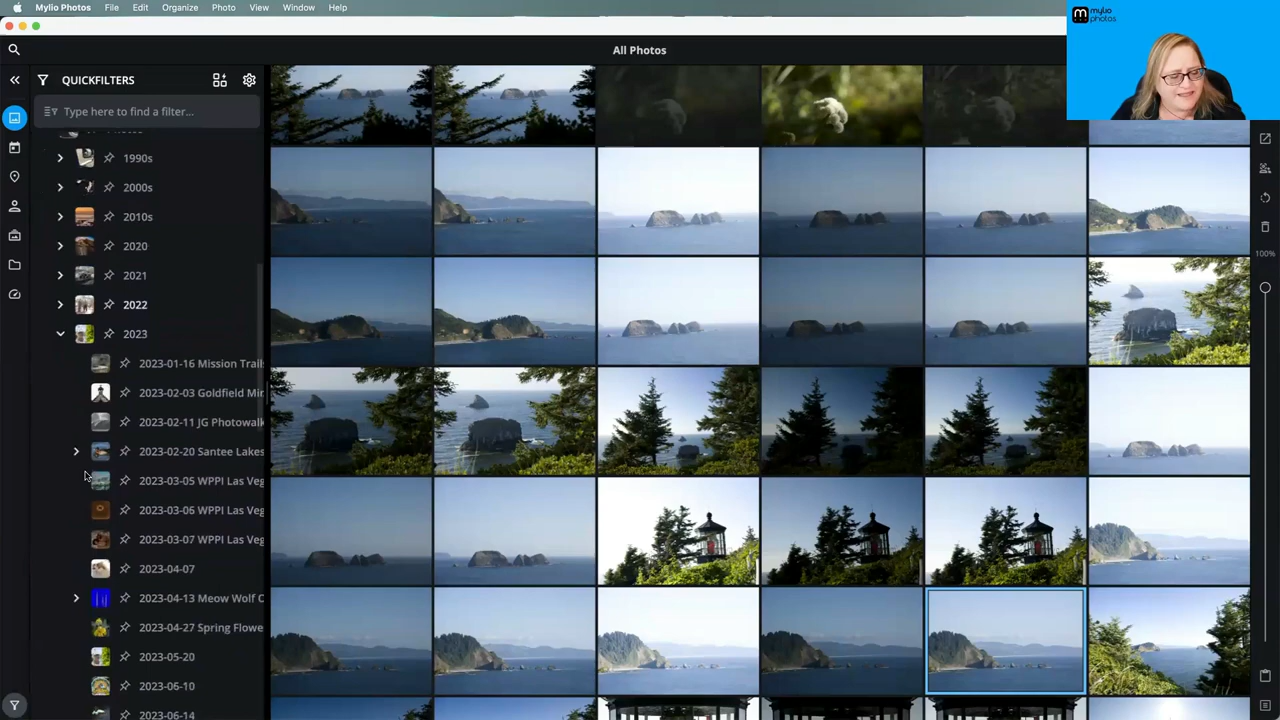 Mylio Photos File Edit Organize Photo View Window Help
mylio
photos
All Photos
QUICKFILTERS
Type here to find a filter...
1990s
2000s
2010s
2020
2021
2022
2023
2023-01-16 Mission Trails
2023-02-03 Goldfield Min
2023-02-11 JG Photowalk
2023-02-20 Santee Lakes
2023-03-05 WPPI Las Veg
2023-03-06 WPPI Las Veg
2023-03-07 WPPI Las Veg
2023-04-07
2023-04-13 Meow Wolf C
2023-04-27 Spring Flowe
2023-05-20
2023-06-10
2023-06-14
100%